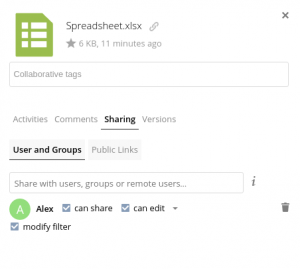 Spreadsheet.xlsx
6 KB, 11 minutes ago
Collaborative tags
Activities Comments Sharing Versions
User and Groups Public Links
Share with users, groups or remote users... i
A Alex can share can edit
modify filter